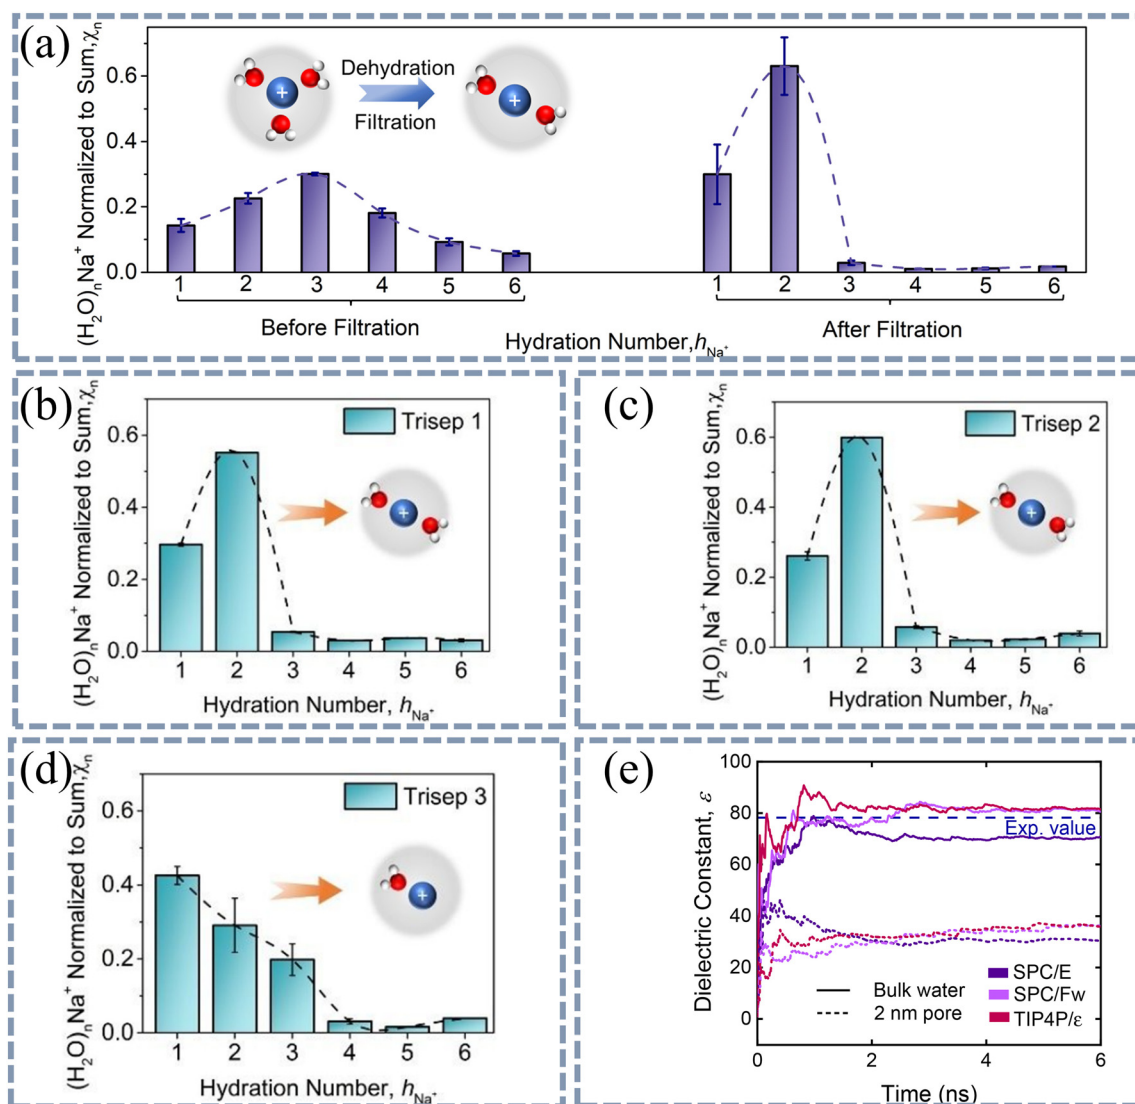 (a)
(H₂O)ₙNa⁺ Normalized to Sum,χₙ
0.6
0.4
0.2
0.0
Dehydration
Filtration
+
+
1 2 3 4 5 6
1 2 3 4 5 6
Before Filtration
After Filtration
Hydration Number,h Na⁺
(b)
(H₂O)ₙNa⁺ Normalized to Sum,χₙ
0.6
0.4
0.2
0.0
Trisep 1
+
1 2 3 4 5 6
Hydration Number, h Na⁺
(c)
(H₂O)ₙNa⁺ Normalized to Sum,χₙ
0.6
0.4
0.2
0.0
Trisep 2
+
1 2 3 4 5 6
Hydration Number, h Na⁺
(d)
(H₂O)ₙNa⁺ Normalized to Sum,χₙ
0.6
0.4
0.2
0.0
Trisep 3
+
1 2 3 4 5 6
Hydration Number, h Na⁺
(e)
Dielectric Constant, ε
100
80
60
40
20
0
Exp. value
Bulk water
2 nm pore
SPC/E
SPC/Fw
TIP4P/ε
0 2 4 6
Time (ns)